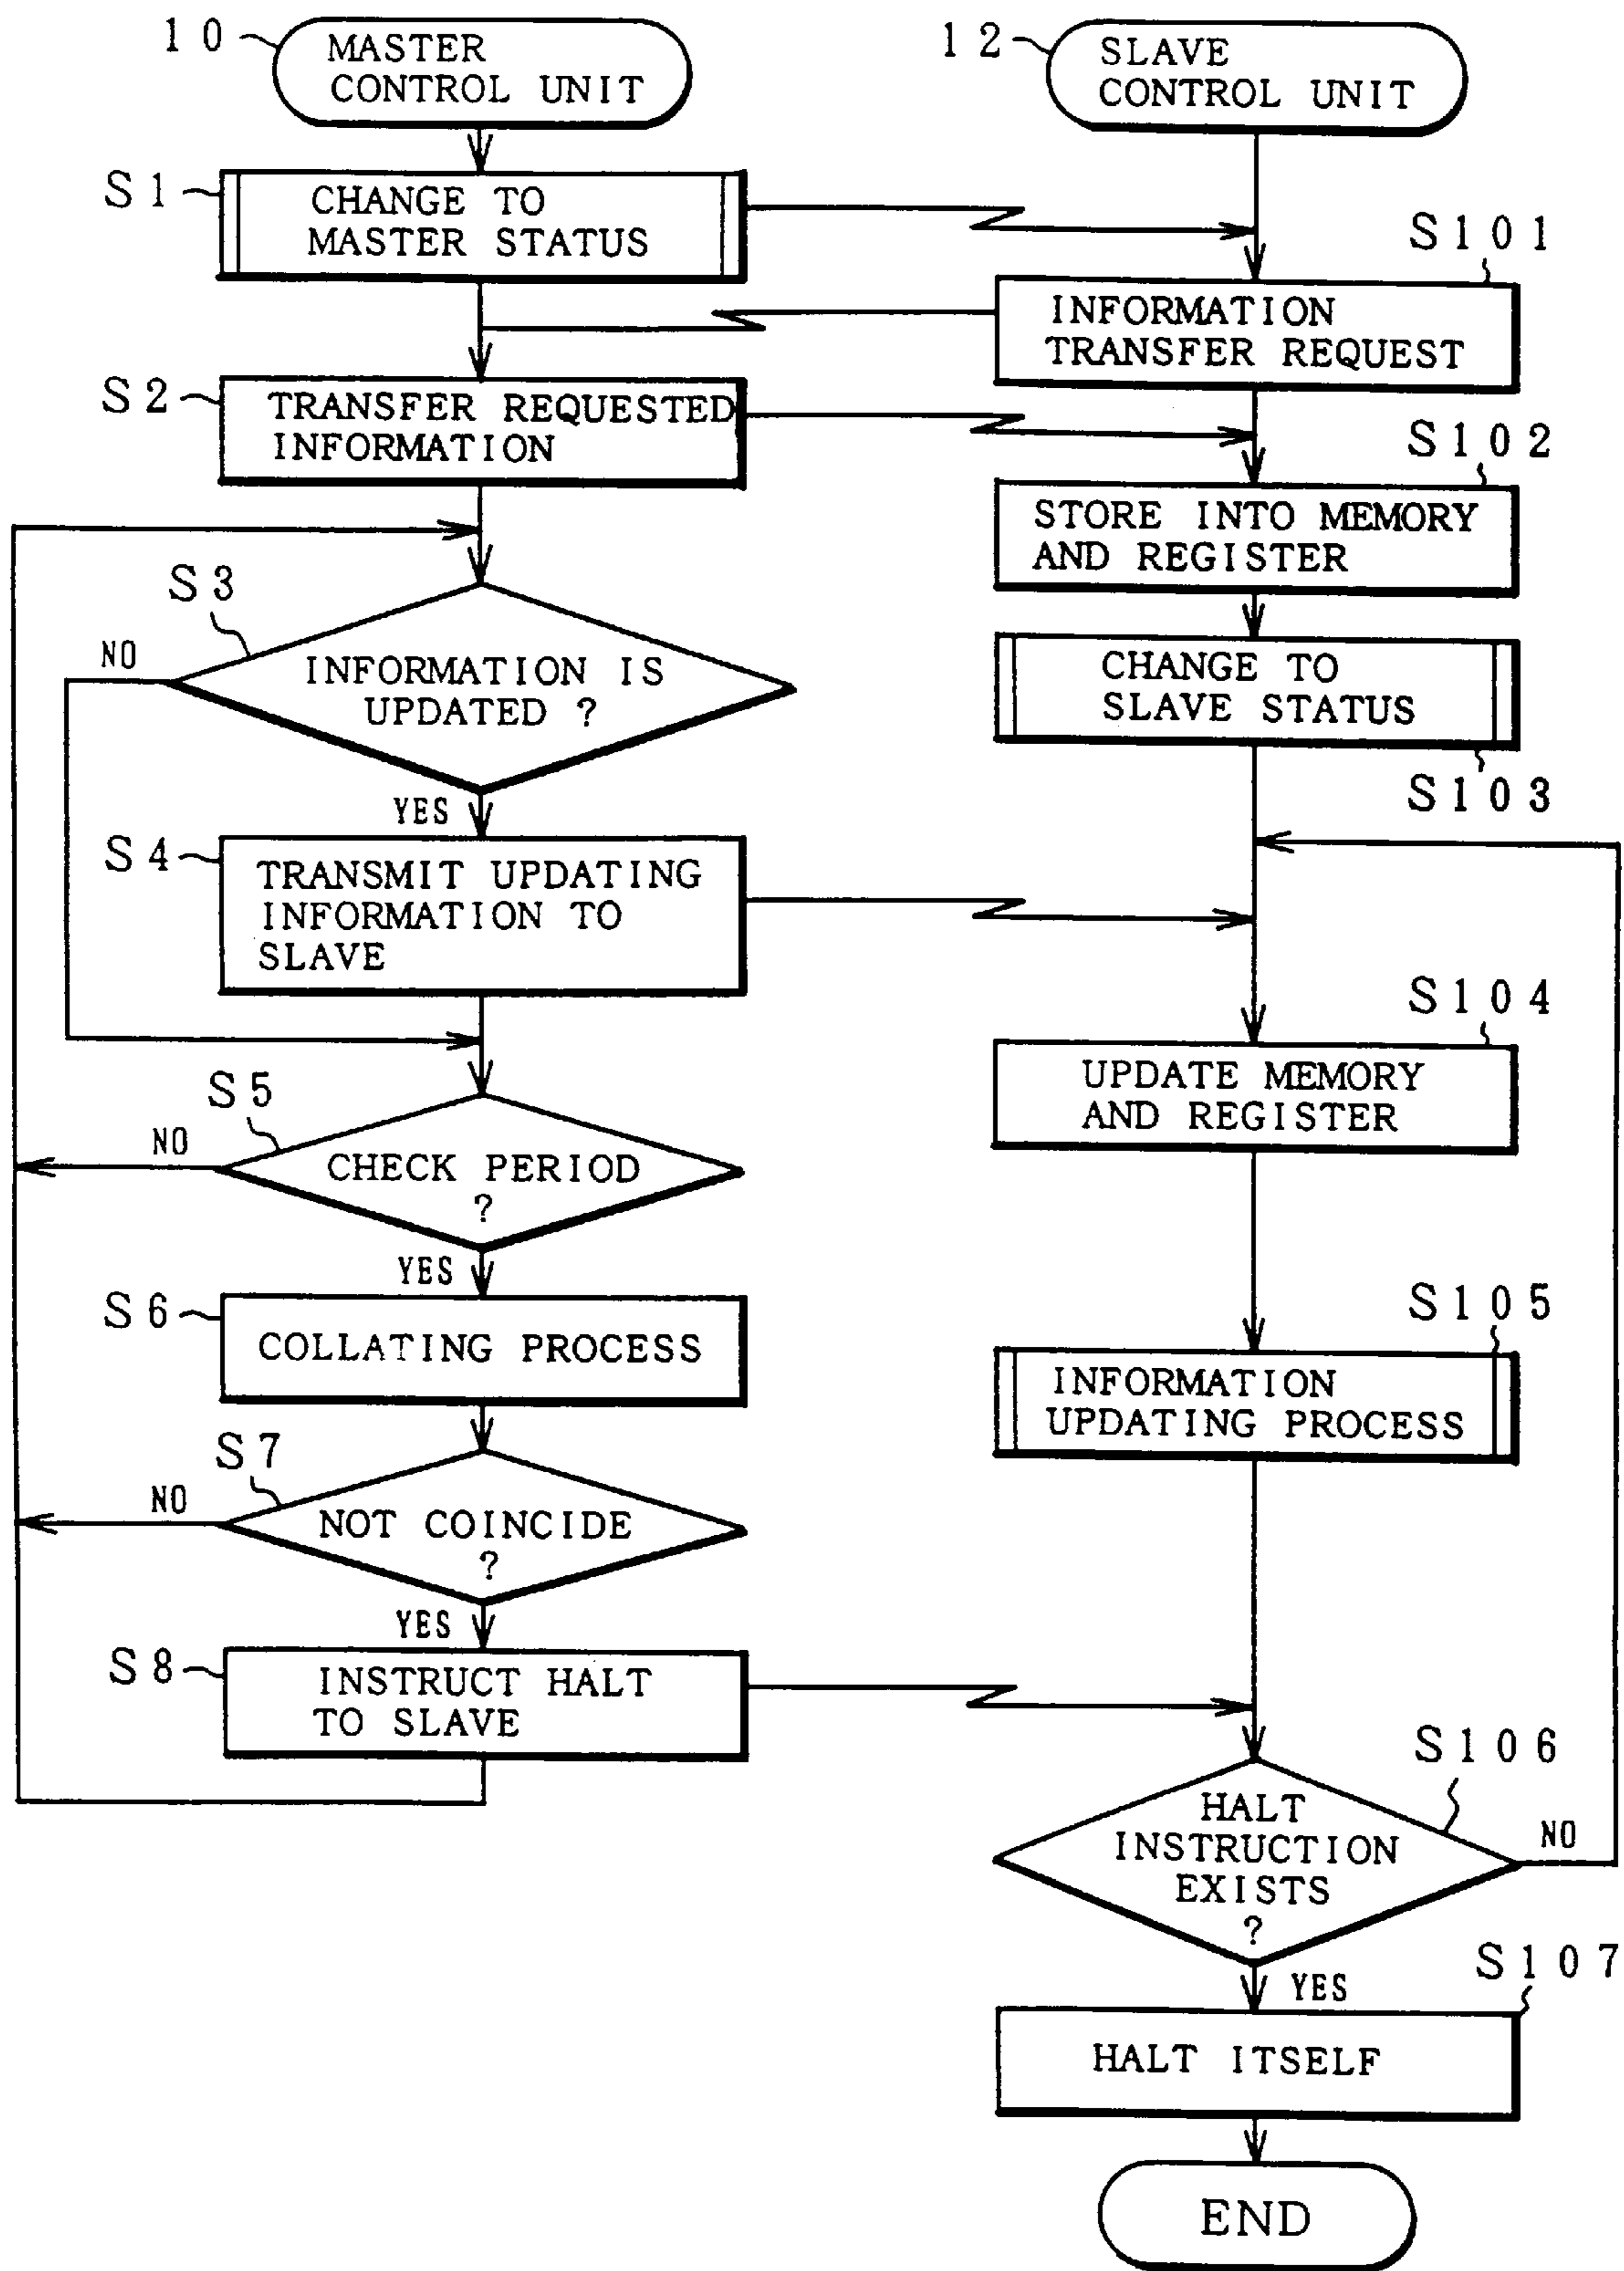 10
MASTER
CONTROL UNIT
S1
CHANGE TO
MASTER STATUS
S2
TRANSFER REQUESTED
INFORMATION
S3
NO
INFORMATION IS
UPDATED ?
YES
S4
TRANSMIT UPDATING
INFORMATION TO
SLAVE
S5
NO
CHECK PERIOD
?
YES
S6
COLLATING PROCESS
S7
NO
NOT COINCIDE
?
YES
S8
INSTRUCT HALT
TO SLAVE
12
SLAVE
CONTROL UNIT
S101
INFORMATION
TRANSFER REQUEST
S102
STORE INTO MEMORY
AND REGISTER
CHANGE TO
SLAVE STATUS
S103
S104
UPDATE MEMORY
AND REGISTER
S105
INFORMATION
UPDATING PROCESS
S106
HALT
INSTRUCTION
EXISTS
?
NO
YES
S107
HALT ITSELF
END